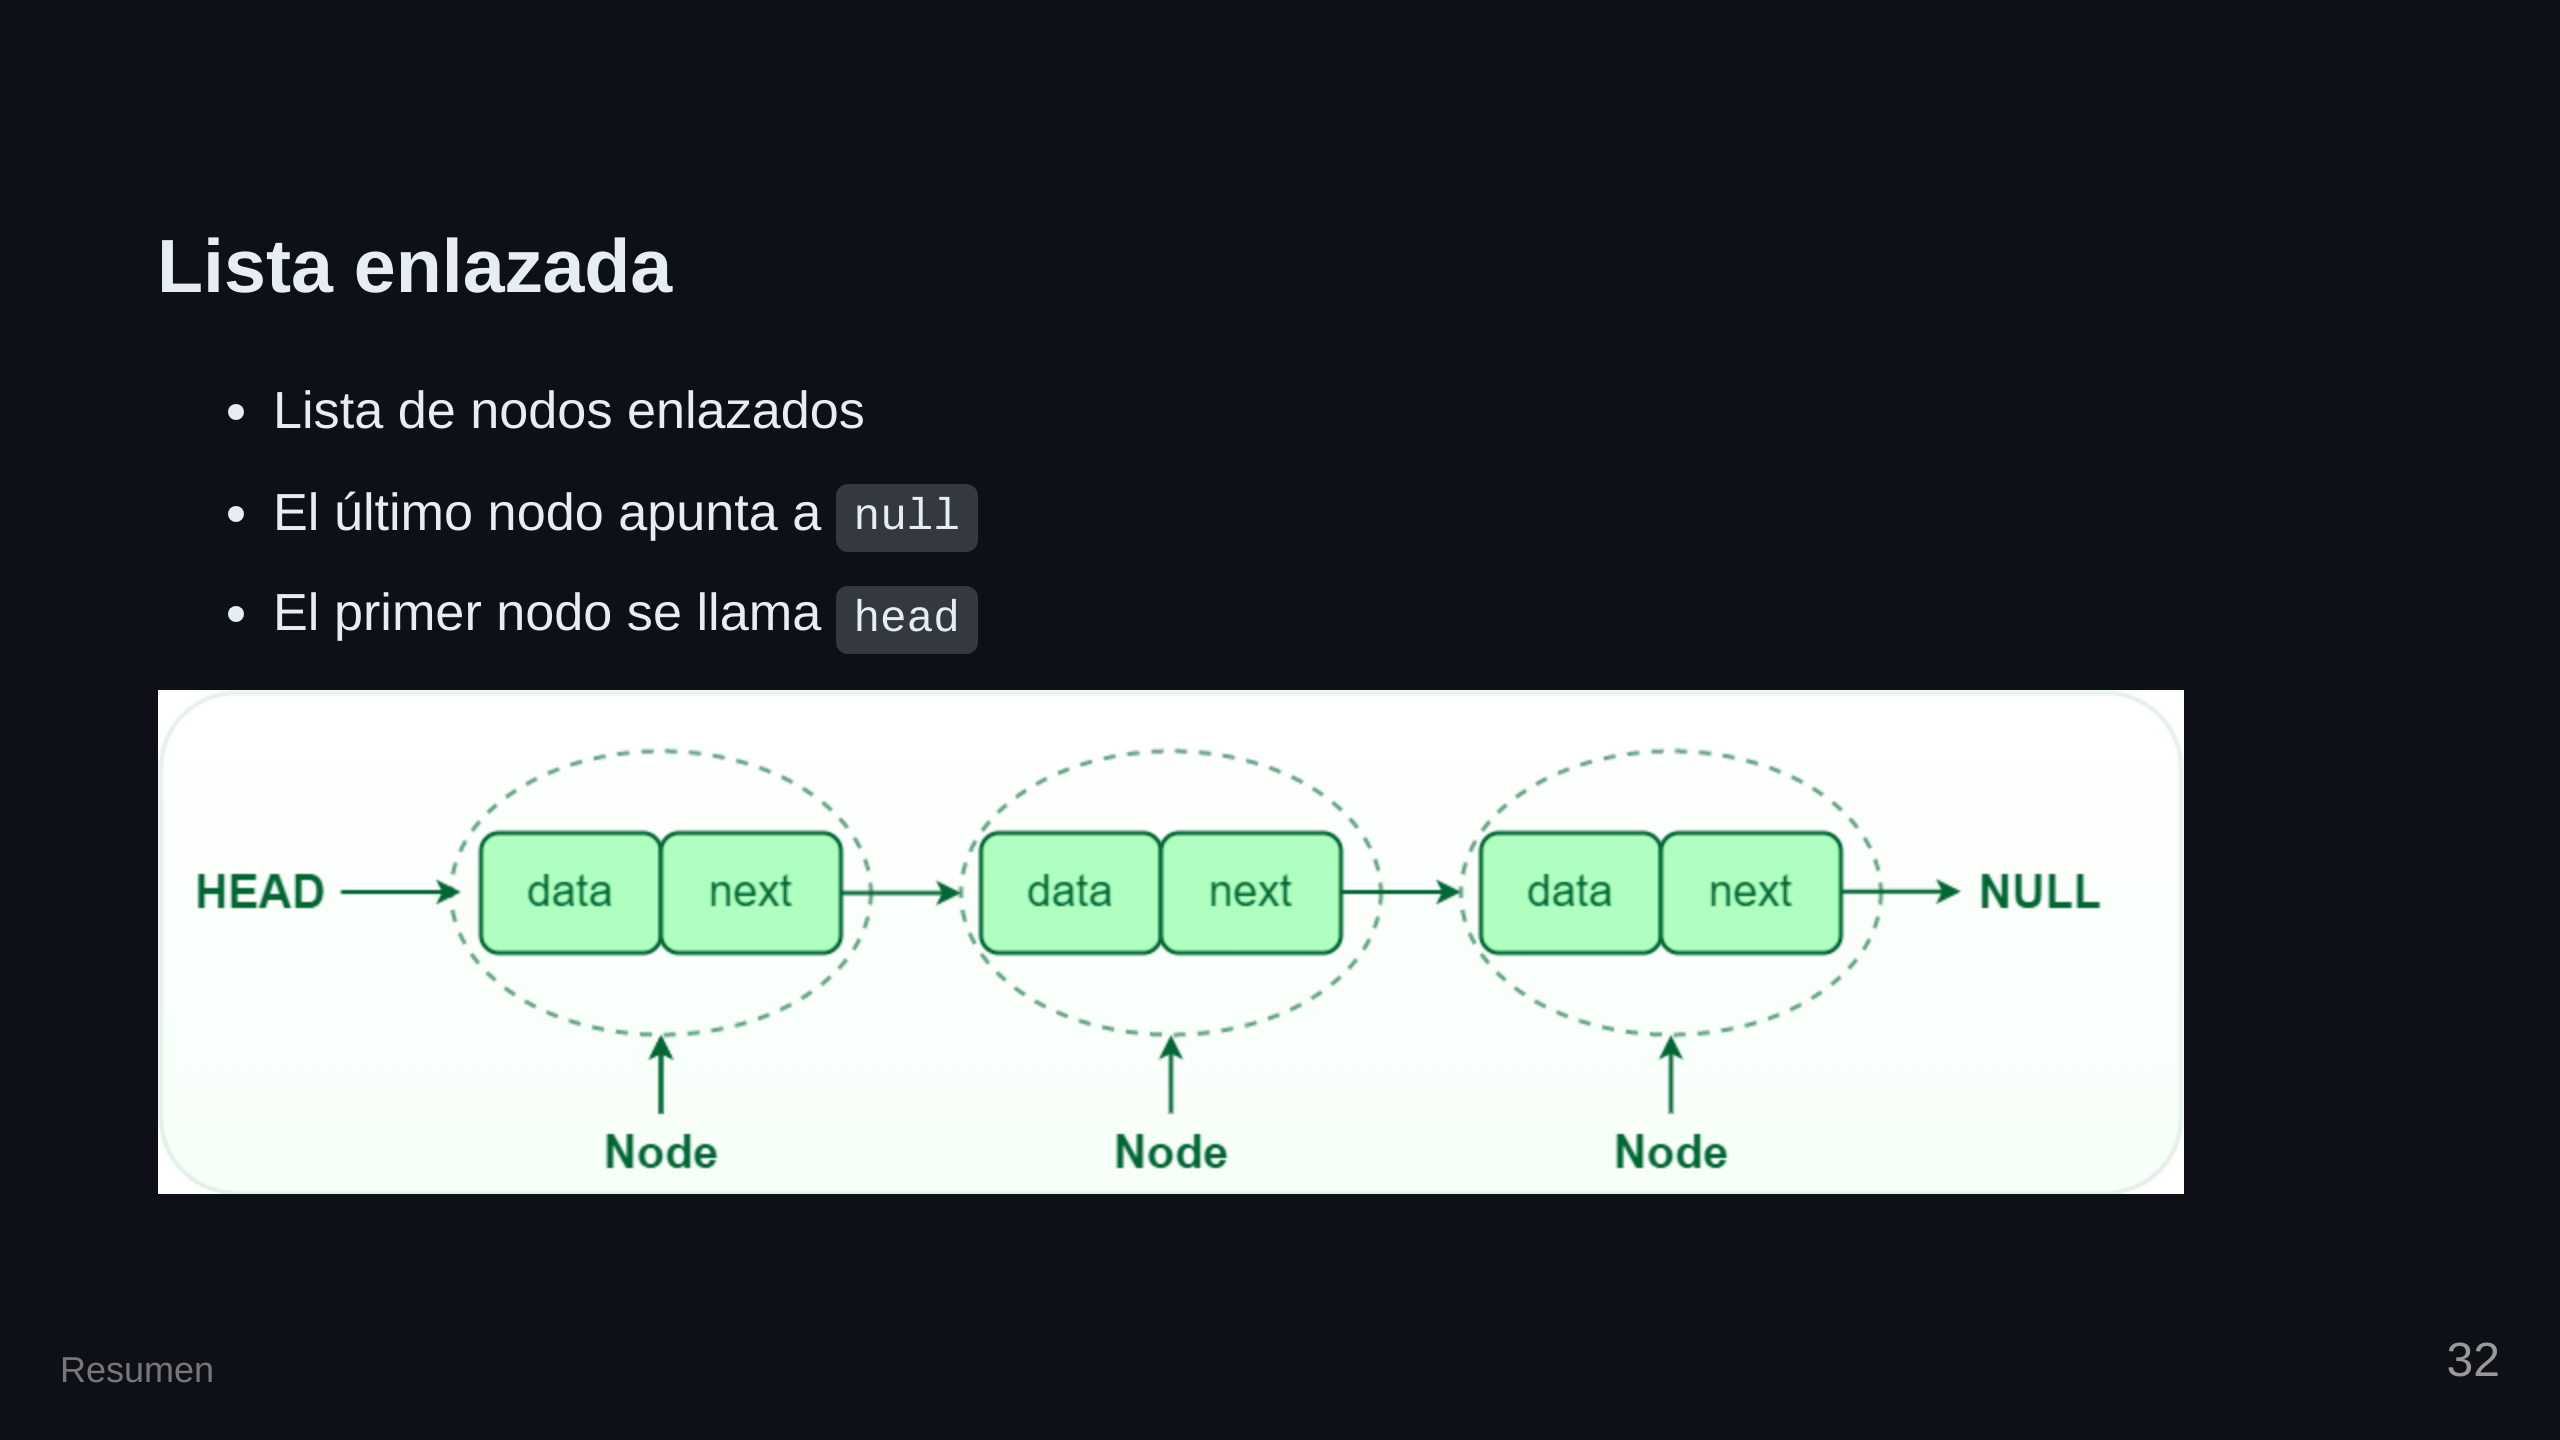 Lista enlazada
Lista de nodos enlazados
El último nodo apunta a null
El primer nodo se llama head
HEAD data next data next data next NULL
Node Node Node
Resumen 32